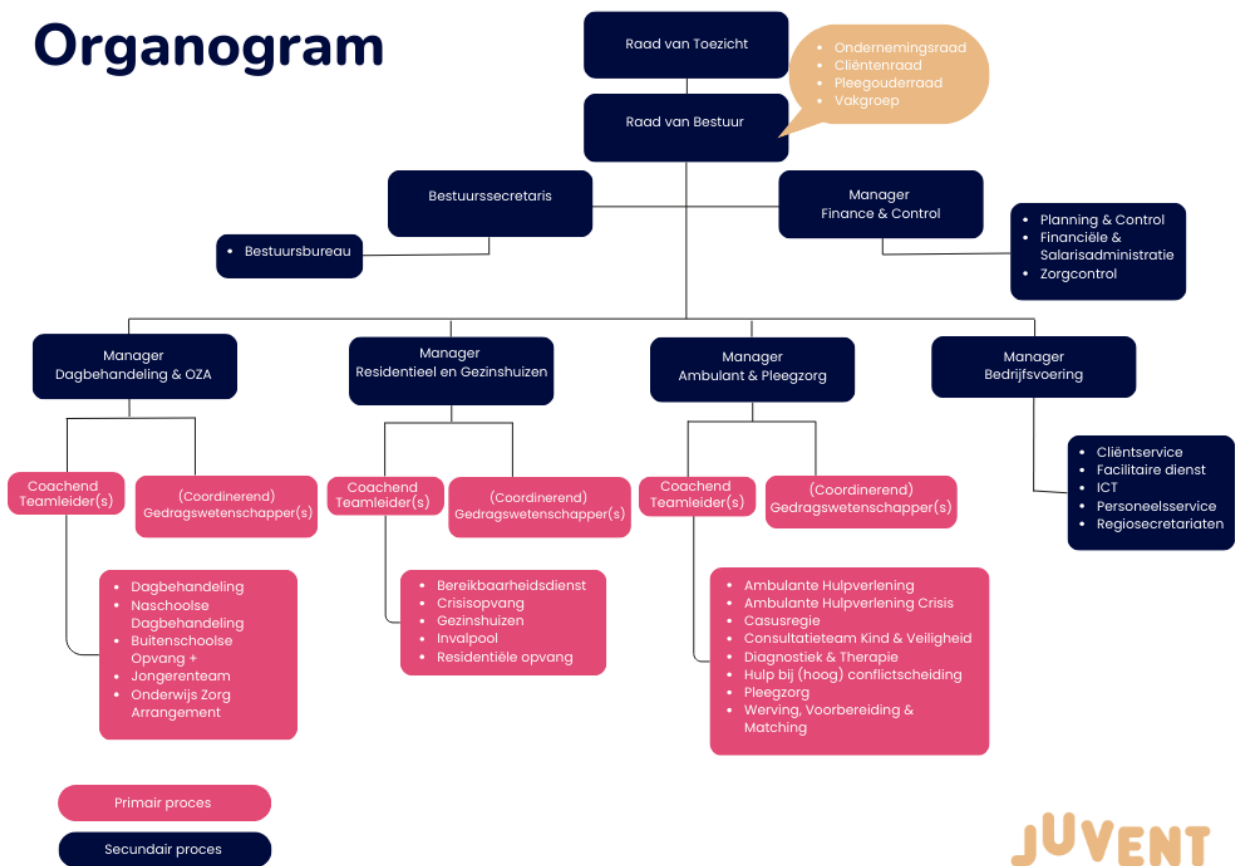 Organogram
Raad van Toezicht
• Ondernemingsraad
• Cliëntenraad
• Pleegouderraad
• Vakgroep
Raad van Bestuur
Bestuurssecretaris
Manager
Finance & Control
• Bestuursbureau
• Planning & Control
• Financiële &
Salarisadministratie
• Zorgcontrol
Manager
Dagbehandeling & OZA
Manager
Residentieel en Gezinshuizen
Manager
Ambulant & Pleegzorg
Manager
Bedrijfsvoering
Coachend
Teamleider(s)
(Coordinerend)
Gedragswetenschapper(s)
Coachend
Teamleider(s)
(Coordinerend)
Gedragswetenschapper(s)
Coachend
Teamleider(s)
(Coordinerend)
Gedragswetenschapper(s)
• Cliëntservice
• Facilitaire dienst
• ICT
• Personeelsservice
• Regiosecretariaten
• Dagbehandeling
• Naschoolse
Dagbehandeling
• Buitenschoolse
Opvang +
• Jongerenteam
• Onderwijs Zorg
Arrangement
• Bereikbaarheidsdienst
• Crisisopvang
• Gezinshuizen
• Invalpool
• Residentiële opvang
• Ambulante Hulpverlening
• Ambulante Hulpverlening Crisis
• Casusregie
• Consultatieteam Kind & Veiligheid
• Diagnostiek & Therapie
• Hulp bij (hoog) conflictscheiding
• Pleegzorg
• Werving, Voorbereiding &
Matching
Primair proces
Secundair proces
JUVENT